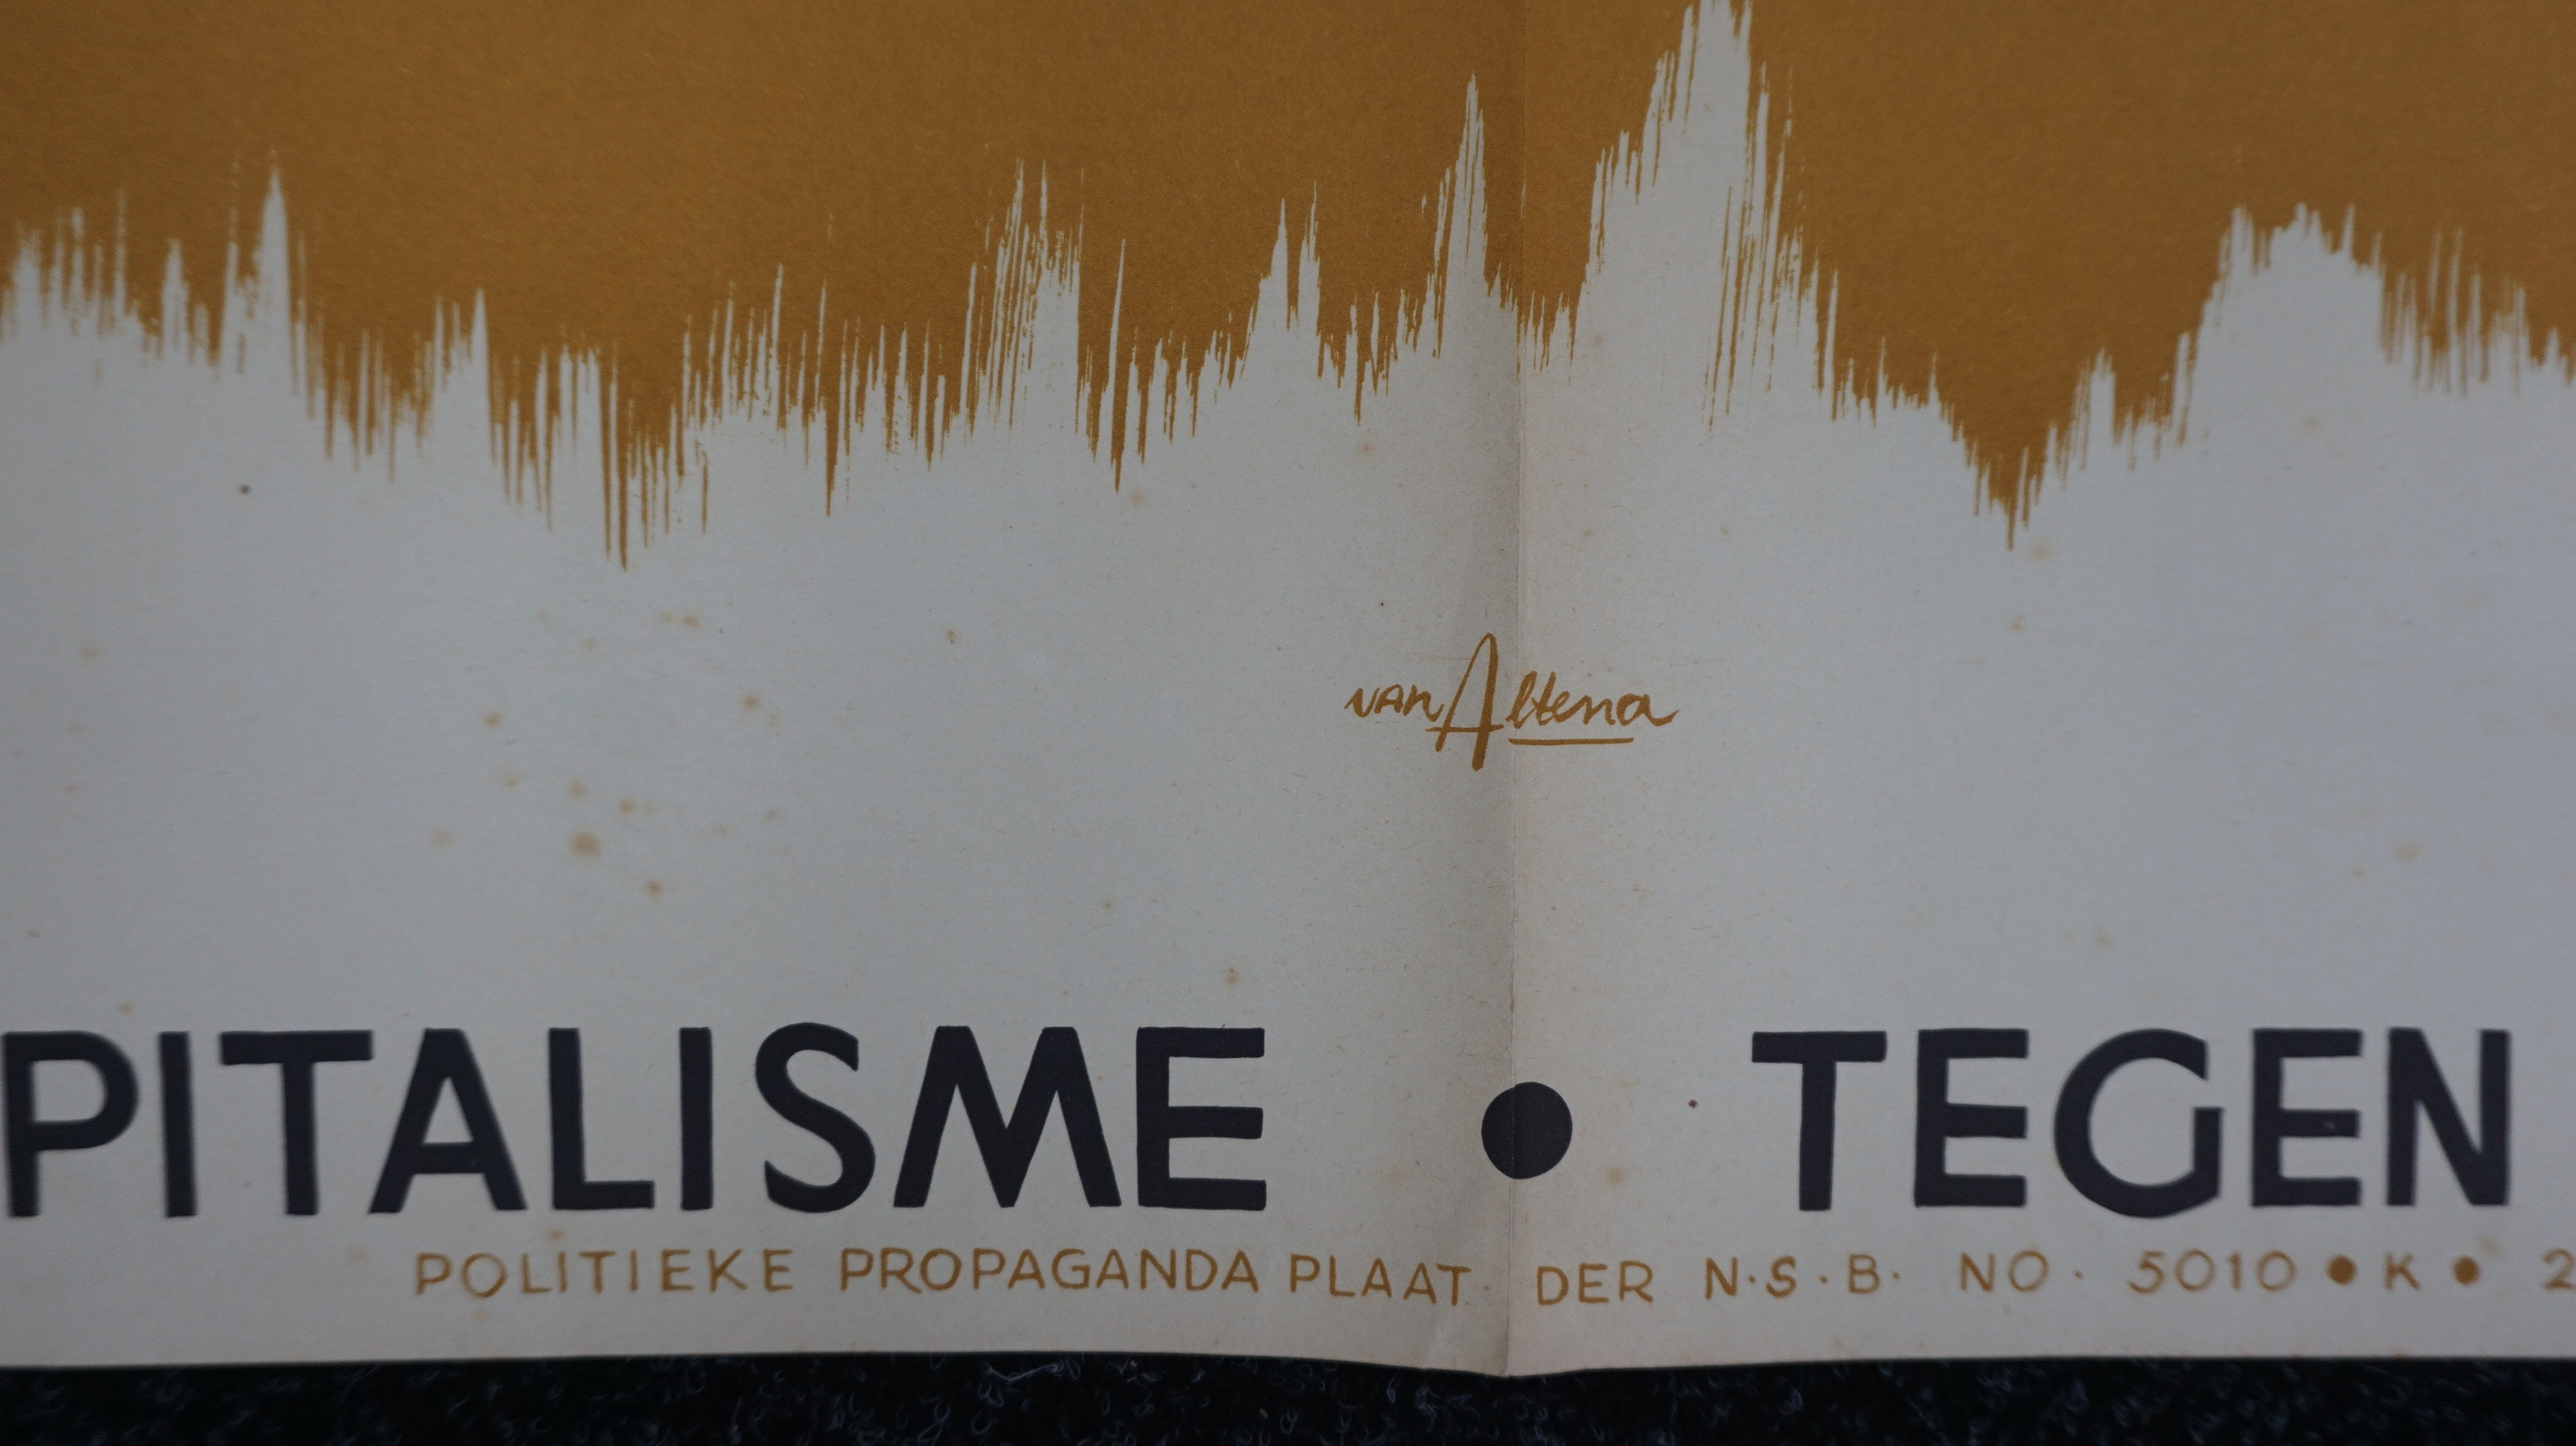 van Altena
PITALISME • TEGEN
POLITIEKE PROPAGANDA PLAAT · DER N·S·B· NO· 5010 • K • 2